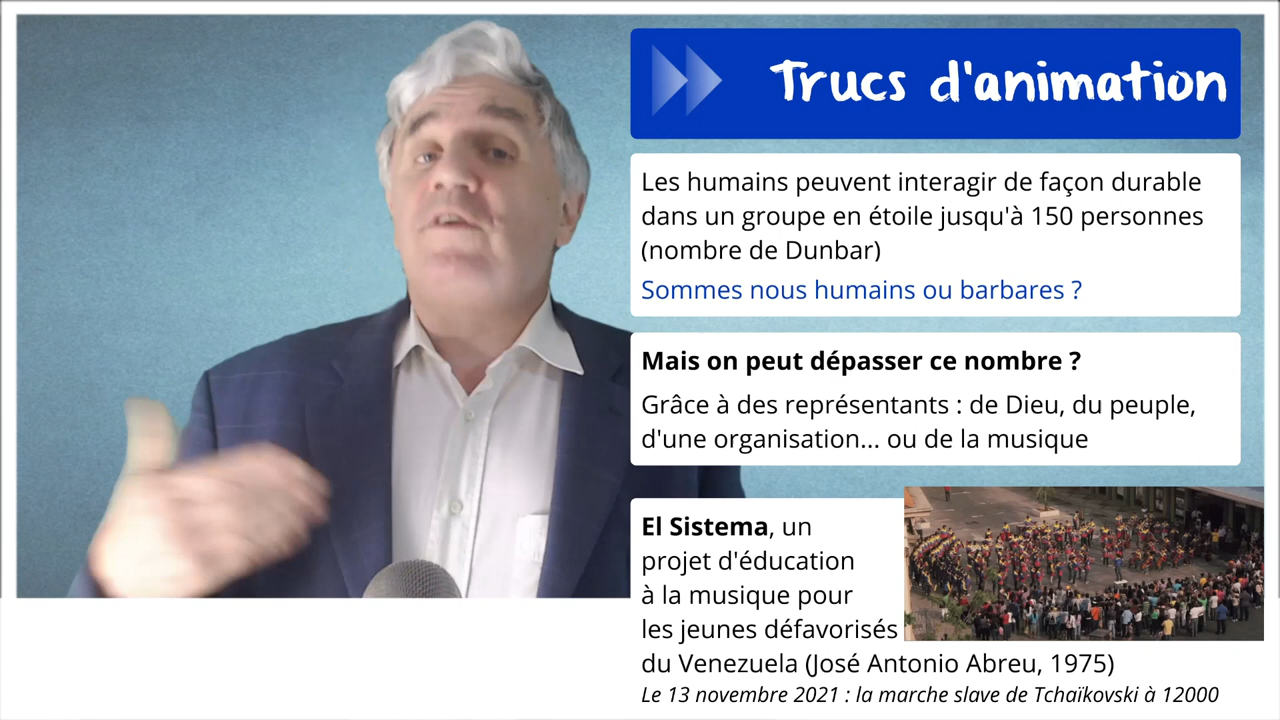 Trucs d'animation
Les humains peuvent interagir de façon durable
dans un groupe en étoile jusqu'à 150 personnes
(nombre de Dunbar)
Sommes nous humains ou barbares ?
Mais on peut dépasser ce nombre ?
Grâce à des représentants : de Dieu, du peuple,
d'une organisation... ou de la musique
El Sistema, un
projet d'éducation
à la musique pour
les jeunes défavorisés
du Venezuela (José Antonio Abreu, 1975)
Le 13 novembre 2021 : la marche slave de Tchaïkovski à 12000